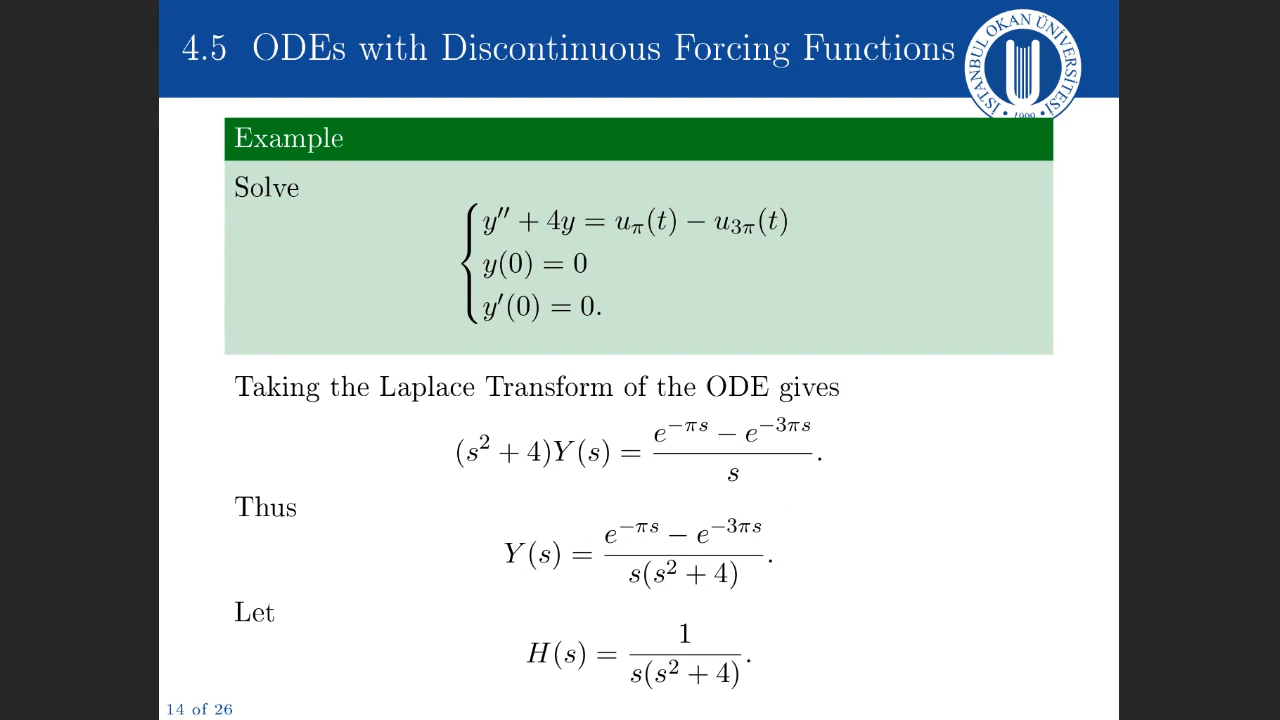 4.5 ODEs with Discontinuous Forcing Functions
İSTANBUL OKAN ÜNİVERSİTESİ
• 1999 •
Example
Solve
y′′ + 4y = u_π(t) − u_{3π}(t)
y(0) = 0
y′(0) = 0.
Taking the Laplace Transform of the ODE gives
(s² + 4)Y(s) = (e^{−πs} − e^{−3πs}) / s.
Thus
Y(s) = (e^{−πs} − e^{−3πs}) / (s(s² + 4)).
Let
H(s) = 1 / (s(s² + 4)).
14 of 26